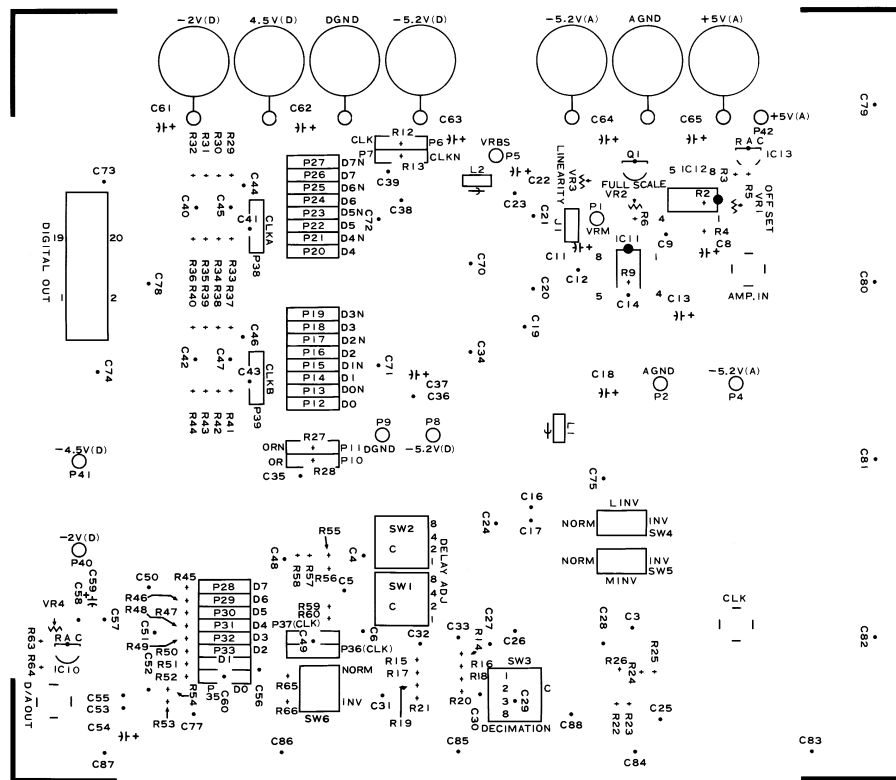 −2V(D) 4.5V(D) DGND −5.2V(D) −5.2V(A) AGND +5V(A)
C61 C62 C63 C64 C65 C79
+5V(A)
P42
R32 R31 R30 R29
CLK R12 P6
P7 CLKN
R13
VRBS
P5
Q1
R A C
IC13
LINEARITY
VR3
FULL SCALE
VR2
5 IC12 8
R3
R2
R5
OFF SET
VR1
C73
C44
C40 C45 C41
CLKA
P38
P27 D7N
P26 D7
P25 D6N
P24 D6
P23 D5N
P22 D5
P21 D4N
P20 D4
C39
C38
C72
L2
C22
C23
C21
J1
P1
VRM
R6
4 1
R4
C9
C8
IC11
8 1
R9
5 4
C14
C11
C12
C13
AMP.IN
C80
DIGITAL OUT
19 20
1 2
C78
R36 R35 R34 R33
R40 R39 R38 R37
C70
C20
C19
C46
C42 C47 C43
CLKB
P39
P19 D3N
P18 D3
P17 D2N
P16 D2
P15 D1N
P14 D1
P13 D0N
P12 D0
C71
C34
C37
C36
C74
C18
AGND
P2
−5.2V(A)
P4
R44 R43 R42 R41
P9
DGND
P8
−5.2V(D)
L1
ORN R27 P11
OR P10
R28
C35
−4.5V(D)
P41
C81
C75
C16
C17
C24
LINV
NORM INV
SW4
NORM INV
SW5
MINV
R55
SW2
C
8
4
2
1
DELAY ADJ
SW1
C
8
4
2
1
C48
R58 R57 R56
C4
C5
−2V(D)
P40
C59
C58
VR4
C50 R45
R46
R48 R47
R49
R50
R51
R52
P28 D7
P29 D6
P30 D5
P31 D4
P32 D3
P33 D2
D1
P35 D0
R59
R60
P37(CLK)
C49
P36(CLK)
C6
C32
C33
C27
C26
C28
C3
CLK
C82
C57
C51
C52
R63
R64
R A C
IC10
D/AOUT
C55
C53
C54
C87
R53
R54
C77
C60
C56
R65
R66
NORM
INV
SW6
C31
R15
R17
R19
R21
R14
R16
R18
R20
C30
SW3
1
2
3
8
C
C29
DECIMATION
C88
R26
R24
R25
R22
R23
C25
C86 C85 C84 C83